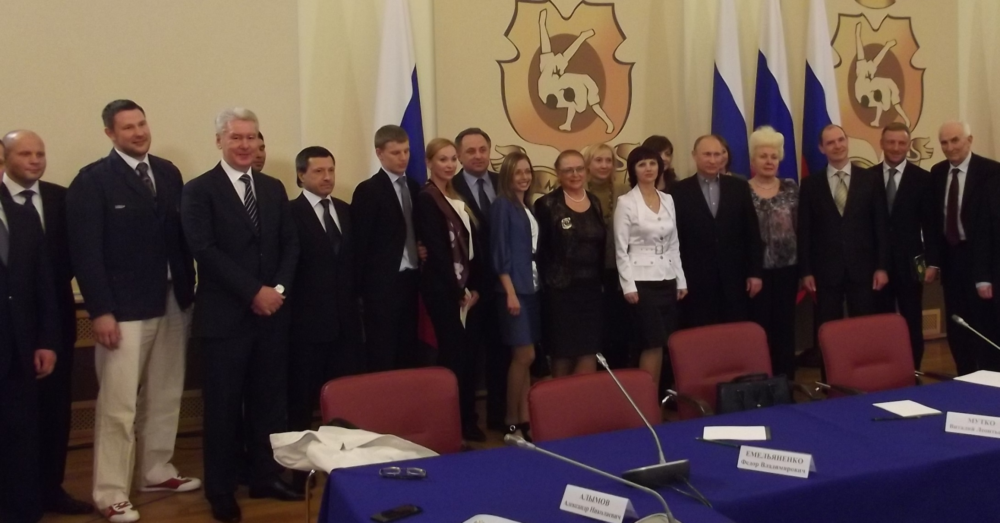 МУТКО
Виталий
ЕМЕЛЬЯНЕНКО
Федор Владимирович
АЛЫМОВ
Александр Николаевич